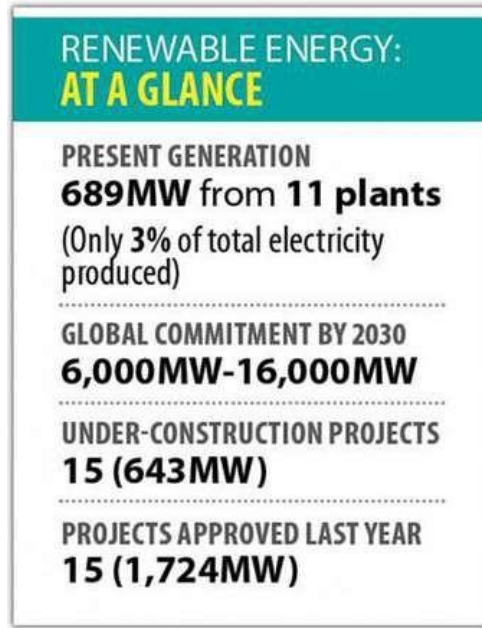 RENEWABLE ENERGY:
AT A GLANCE
PRESENT GENERATION
689MW from 11 plants
(Only 3% of total electricity
produced)
GLOBAL COMMITMENT BY 2030
6,000MW-16,000MW
UNDER-CONSTRUCTION PROJECTS
15 (643MW)
PROJECTS APPROVED LAST YEAR
15 (1,724MW)